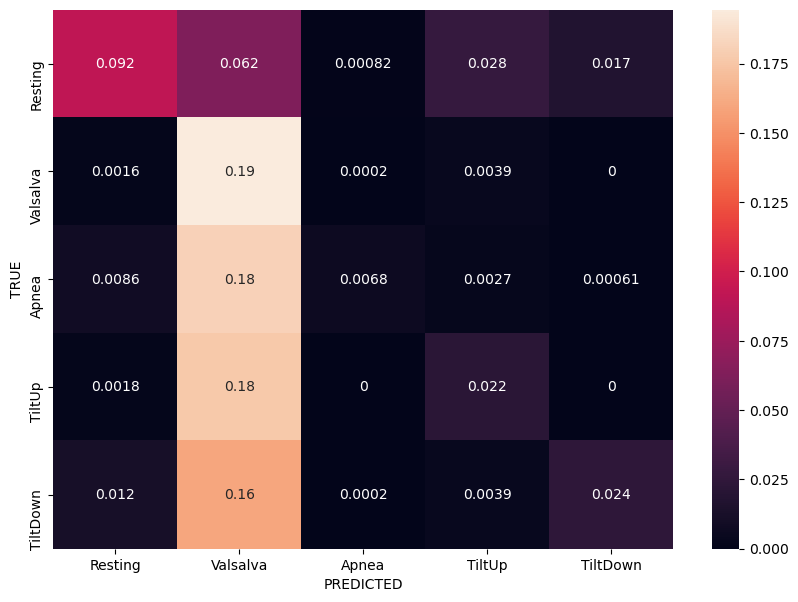 0.092 0.062 0.00082 0.028 0.017
0.0016 0.19 0.0002 0.0039 0
0.0086 0.18 0.0068 0.0027 0.00061
0.0018 0.18 0 0.022 0
0.012 0.16 0.0002 0.0039 0.024
Resting
Valsalva
Apnea
TiltUp
TiltDown
TRUE
Resting Valsalva Apnea TiltUp TiltDown
PREDICTED
0.175
0.150
0.125
0.100
0.075
0.050
0.025
0.000